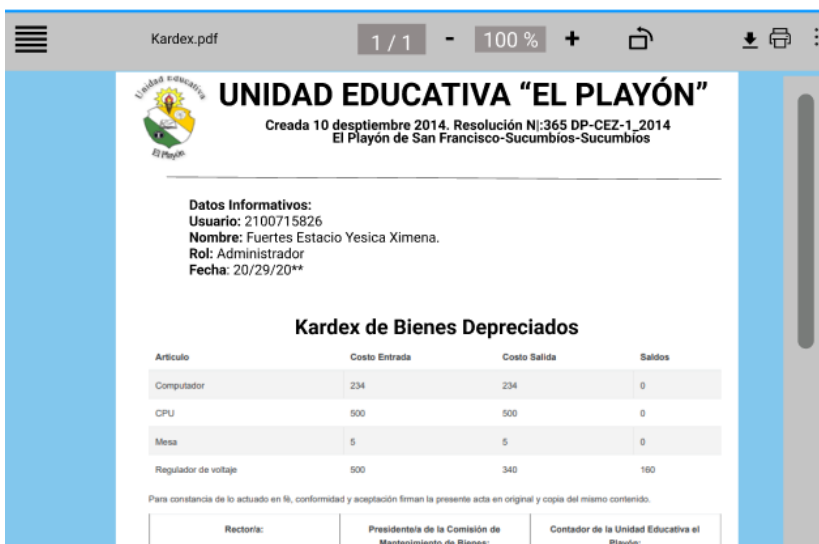 Kardex.pdf 1 / 1 - 100 % +
Unidad Educativa
El Playón
UNIDAD EDUCATIVA “EL PLAYÓN”
Creada 10 desptiembre 2014. Resolución N|:365 DP-CEZ-1_2014
El Playón de San Francisco-Sucumbíos-Sucumbíos
Datos Informativos:
Usuario: 2100715826
Nombre: Fuertes Estacio Yesica Ximena.
Rol: Administrador
Fecha: 20/29/20**
Kardex de Bienes Depreciados
Articulo Costo Entrada Costo Salida Saldos
Computador 234 234 0
CPU 500 500 0
Mesa 5 5 0
Regulador de voltaje 500 340 160
Para constancia de lo actuado en fé, conformidad y aceptación firman la presente acta en original y copia del mismo contenido.
Rector/a: Presidente/a de la Comisión de Contador de la Unidad Educativa el
Mantenimiento de Bienes: Playón: